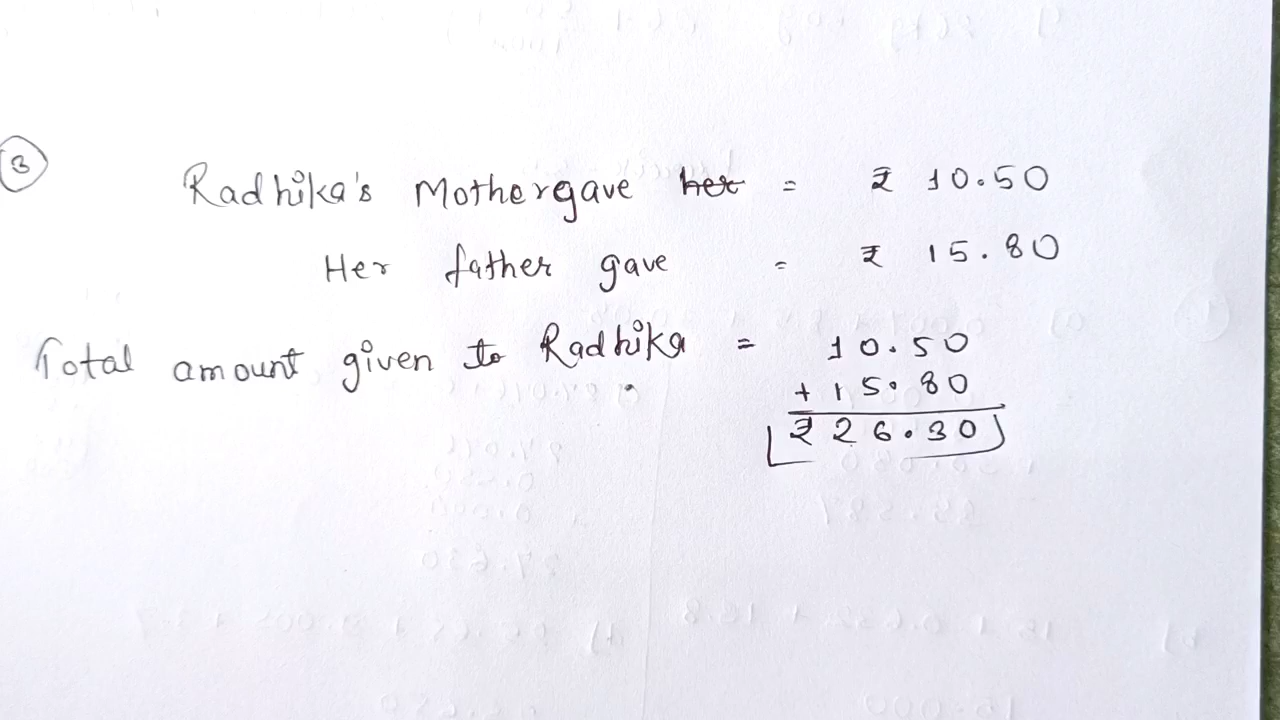 3
Radhika's Mother gave her = ₹ 10.50
Her father gave = ₹ 15.80
Total amount given to Radhika = 10.50
+ 15.80
₹ 26.30